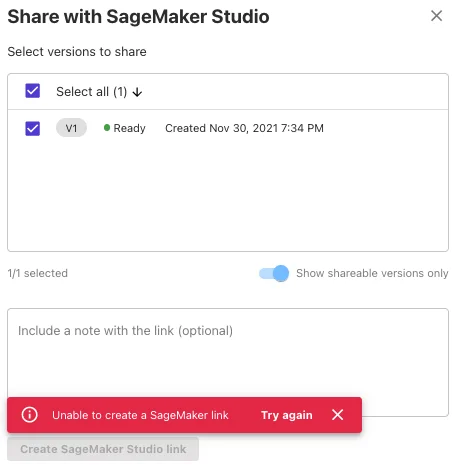 Share with SageMaker Studio
Select versions to share
Select all (1)
V1 Ready Created Nov 30, 2021 7:34 PM
1/1 selected Show shareable versions only
Include a note with the link (optional)
Unable to create a SageMaker link Try again
Create SageMaker Studio link